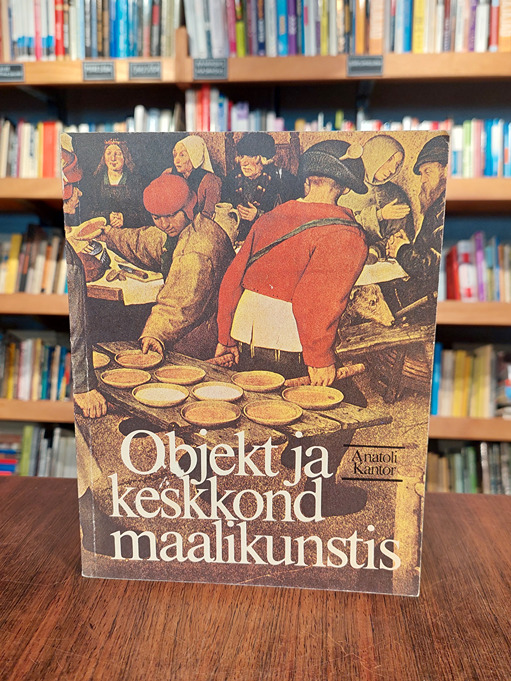 Objekt ja
keskkond
maalikunstis
Anatoli
Kantor